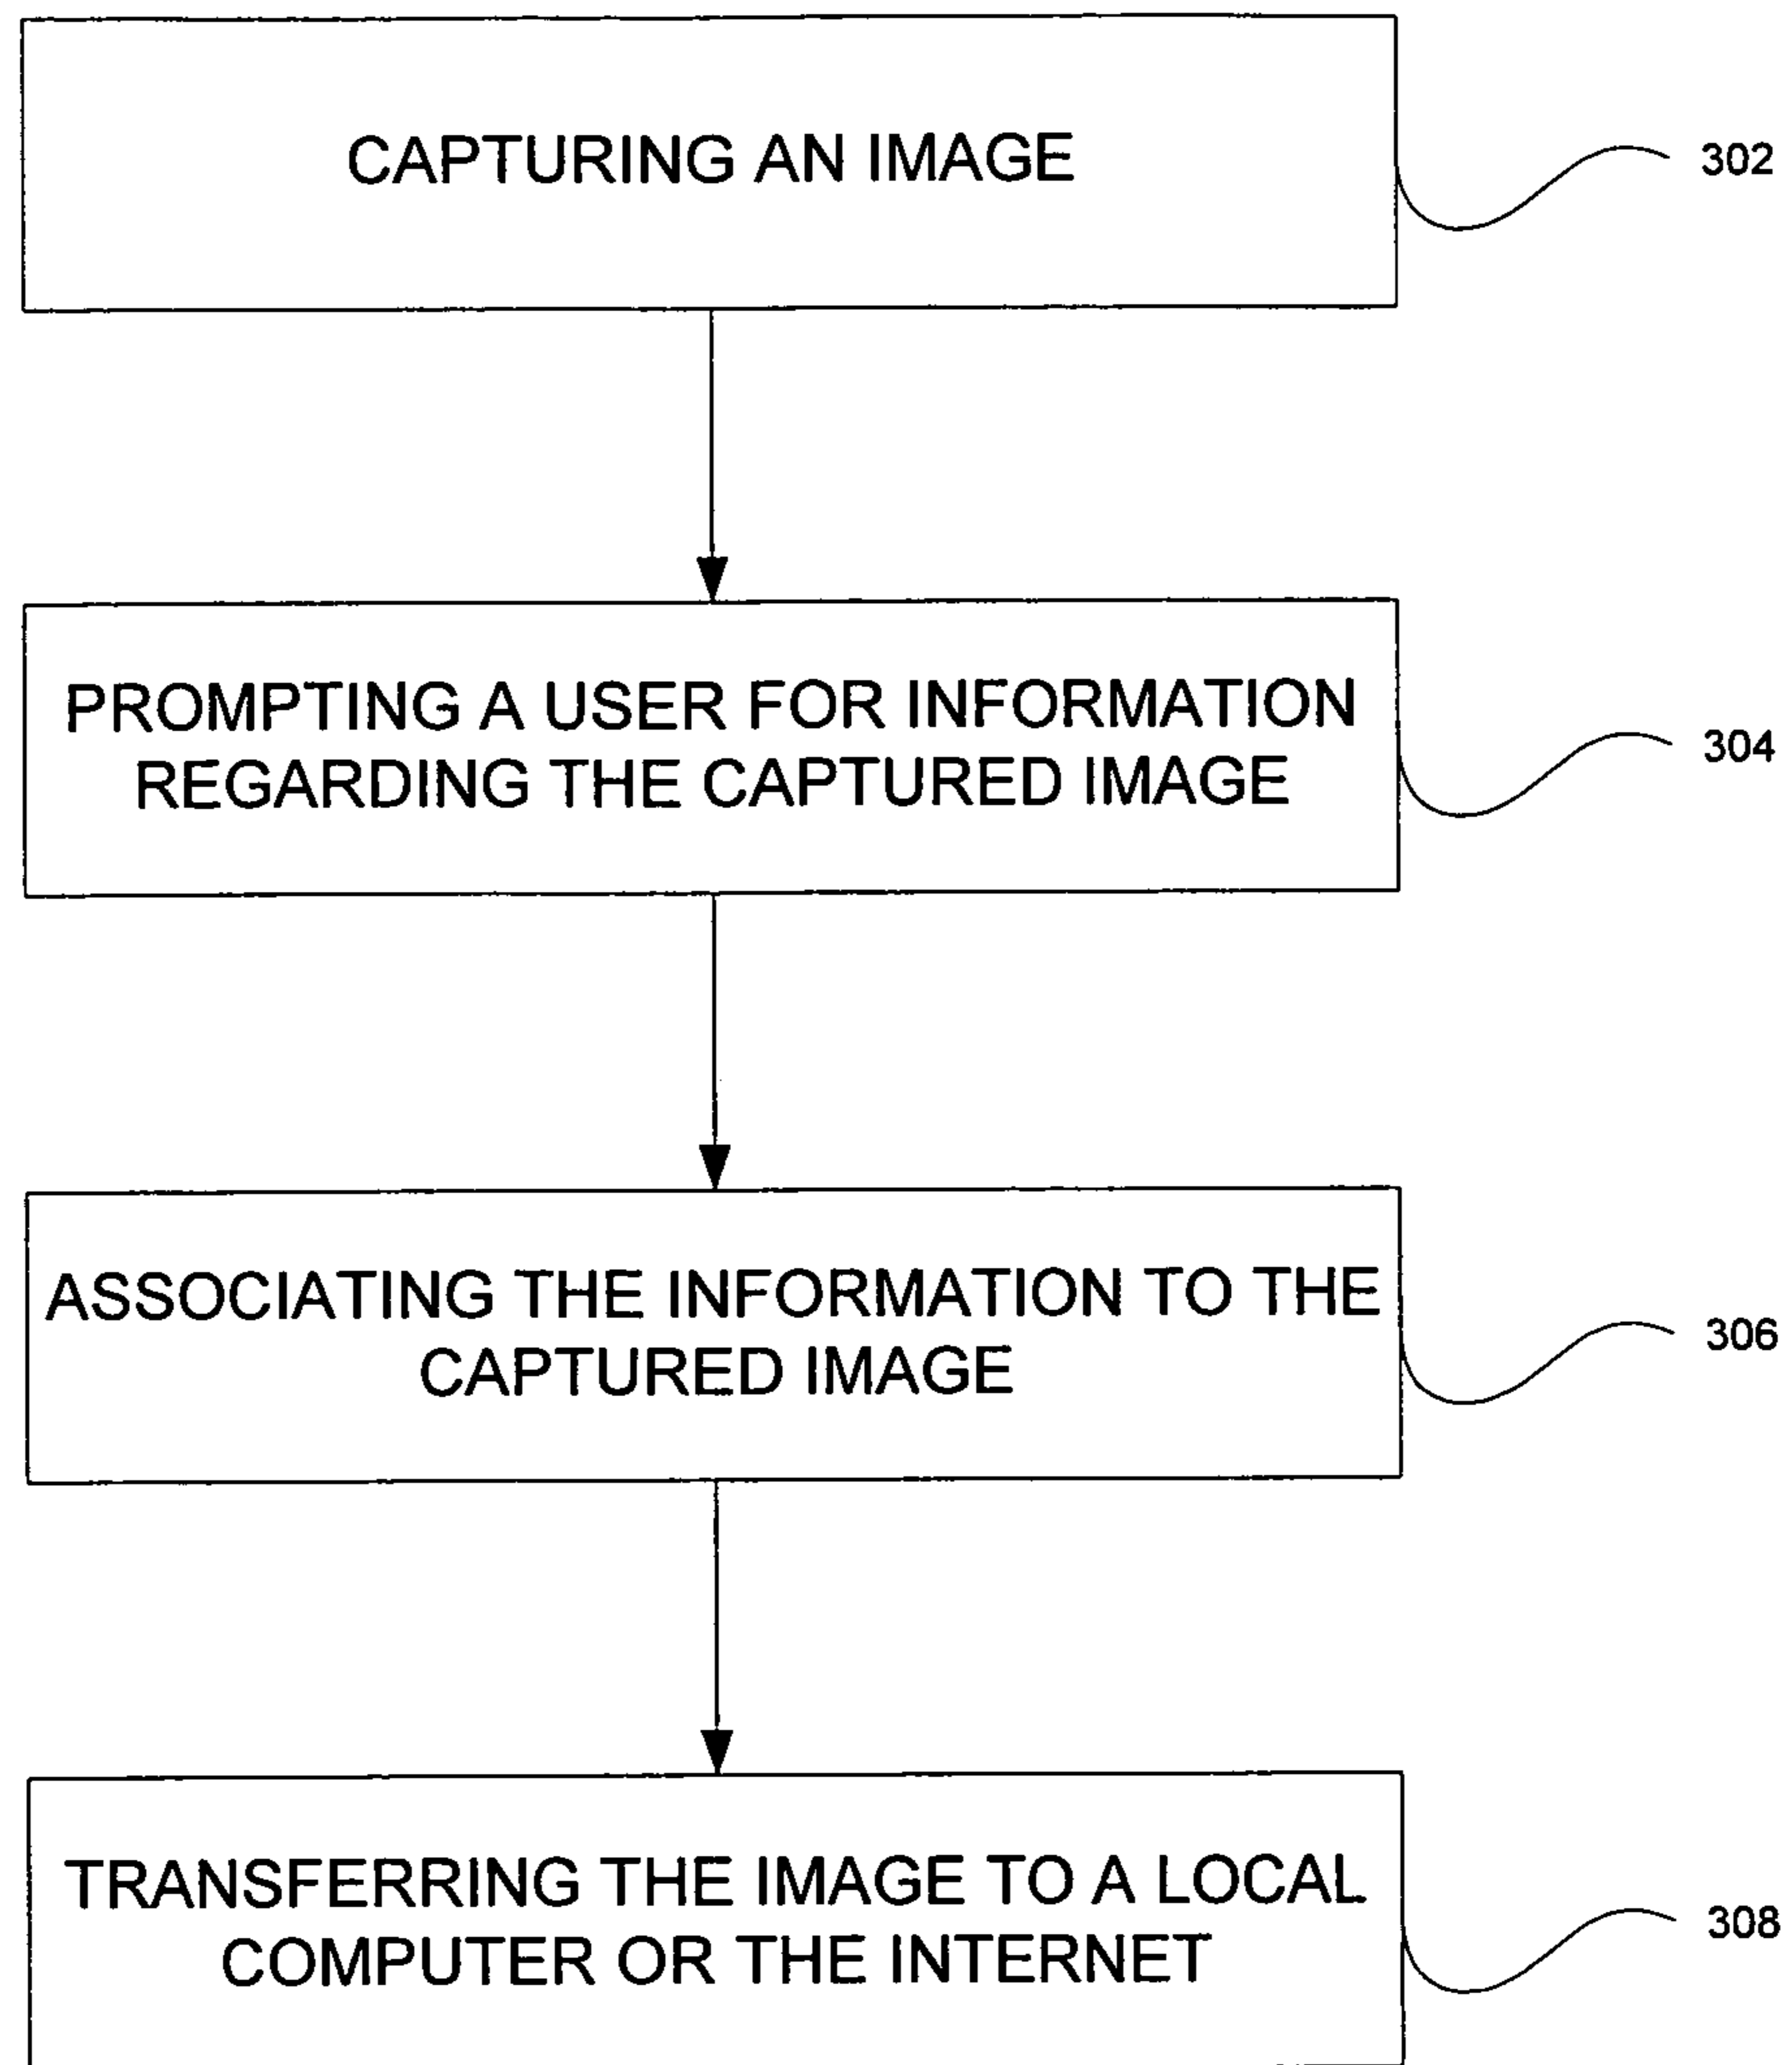 CAPTURING AN IMAGE
302
PROMPTING A USER FOR INFORMATION
REGARDING THE CAPTURED IMAGE
304
ASSOCIATING THE INFORMATION TO THE
CAPTURED IMAGE
306
TRANSFERRING THE IMAGE TO A LOCAL
COMPUTER OR THE INTERNET
308